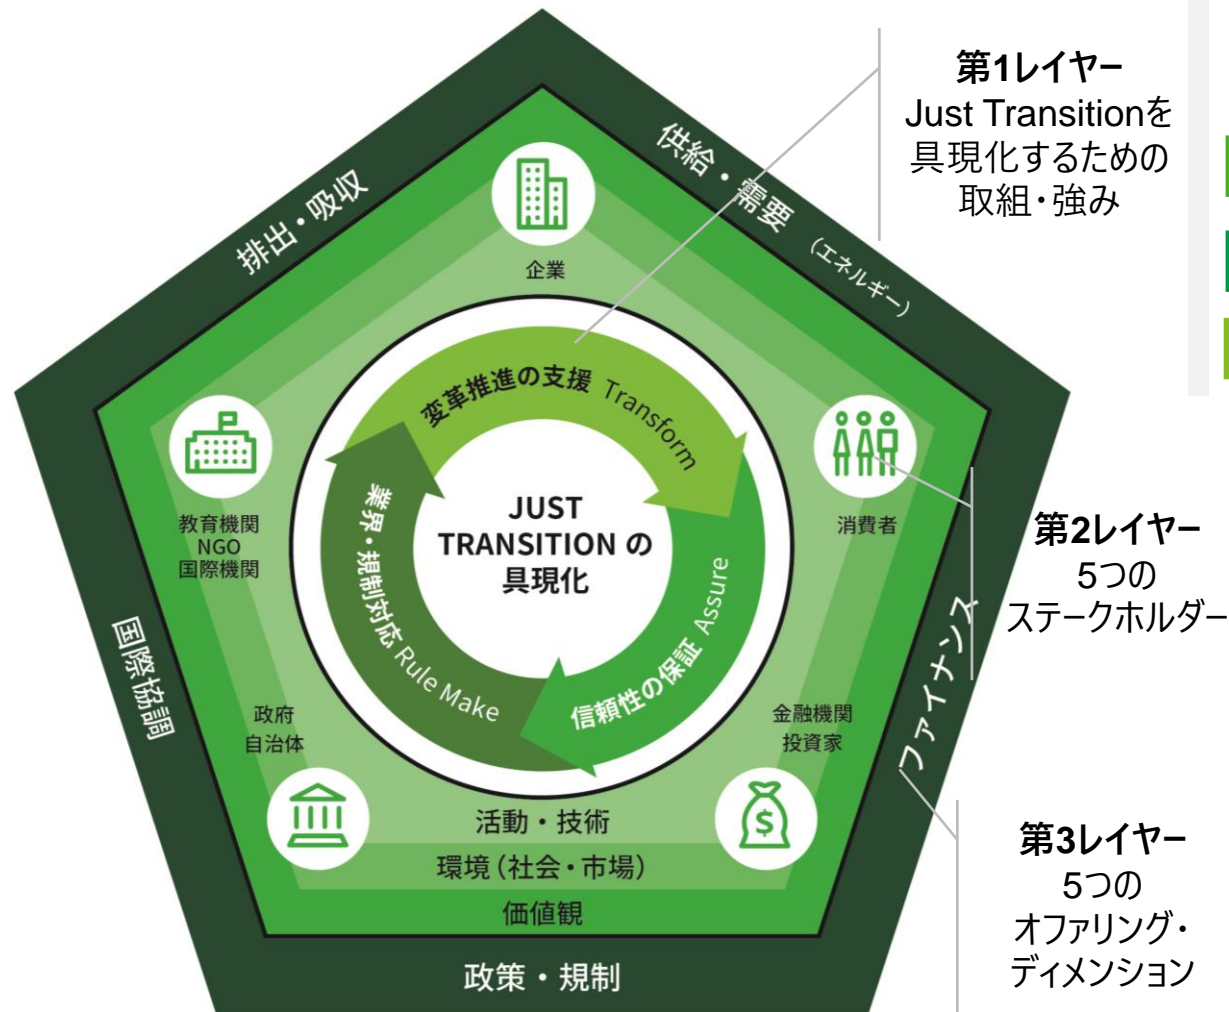 第1レイヤー
Just Transitionを
具現化するための
取組・強み
供給・需要
（エネルギー）
排出・吸収
企業
変革推進の支援 Transform
教育機関
NGO
国際機関
消費者
業界・規制対応 Rule Make
JUST
TRANSITION の
具現化
信頼性の保証 Assure
第2レイヤー
5つの
ステークホルダー
国際協調
ファイナンス
政府
自治体
金融機関
投資家
$
活動・技術
環境（社会・市場）
価値観
政策・規制
第3レイヤー
5つの
オファリング・
ディメンション